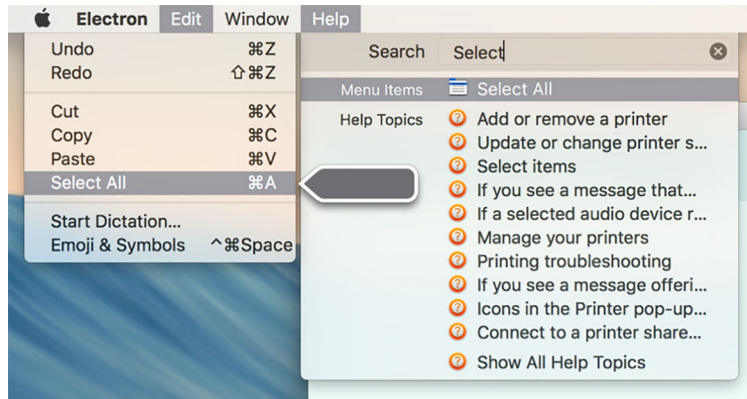 Electron Edit Window Help
Undo ⌘Z
Redo ⇧⌘Z
Cut ⌘X
Copy ⌘C
Paste ⌘V
Select All ⌘A
Start Dictation...
Emoji & Symbols ^⌘Space
Search Select
Menu Items Select All
Help Topics Add or remove a printer
Update or change printer s...
Select items
If you see a message that...
If a selected audio device r...
Manage your printers
Printing troubleshooting
If you see a message offeri...
Icons in the Printer pop-up...
Connect to a printer share...
Show All Help Topics